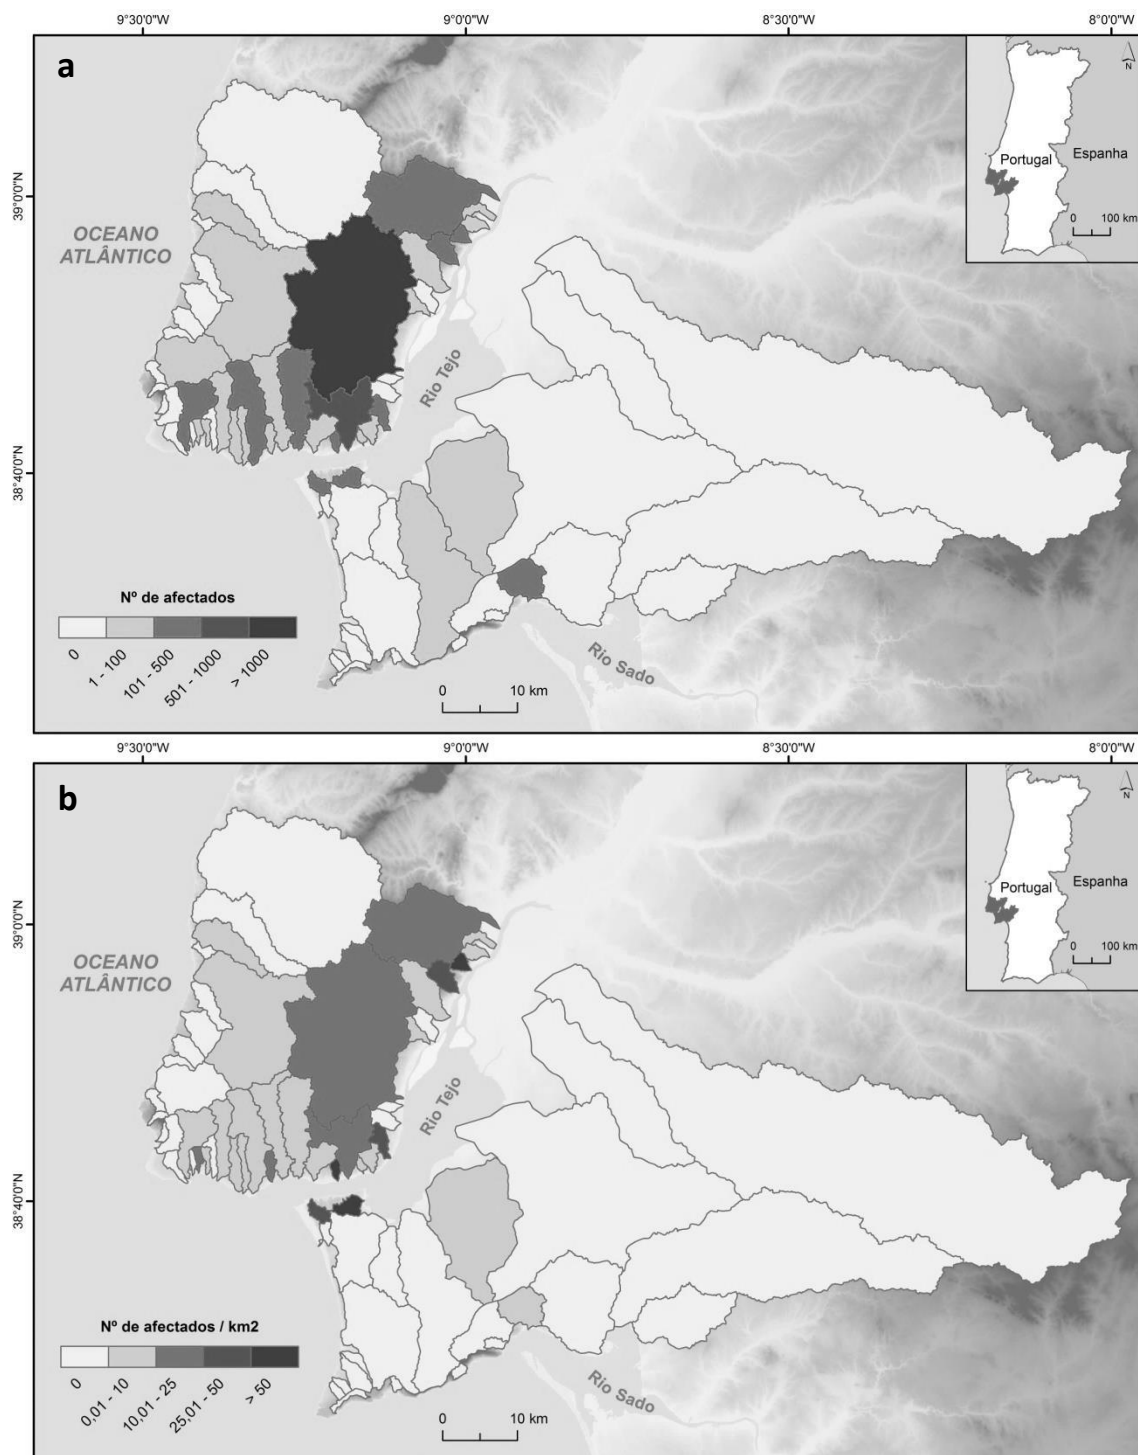 9°30'0"W 9°0'0"W 8°30'0"W 8°0'0"W
a
N
Portugal Espanha
0 100 km
39°0'0"N
OCEANO
ATLÂNTICO
Rio Tejo
38°40'0"N
Nº de afectados
0
1 - 100
101 - 500
501 - 1000
> 1000
Rio Sado
0 10 km
9°30'0"W 9°0'0"W 8°30'0"W 8°0'0"W
b
N
Portugal Espanha
0 100 km
39°0'0"N
OCEANO
ATLÂNTICO
Rio Tejo
38°40'0"N
Nº de afectados / km2
0
0,01 - 10
10,01 - 25
25,01 - 50
> 50
Rio Sado
0 10 km